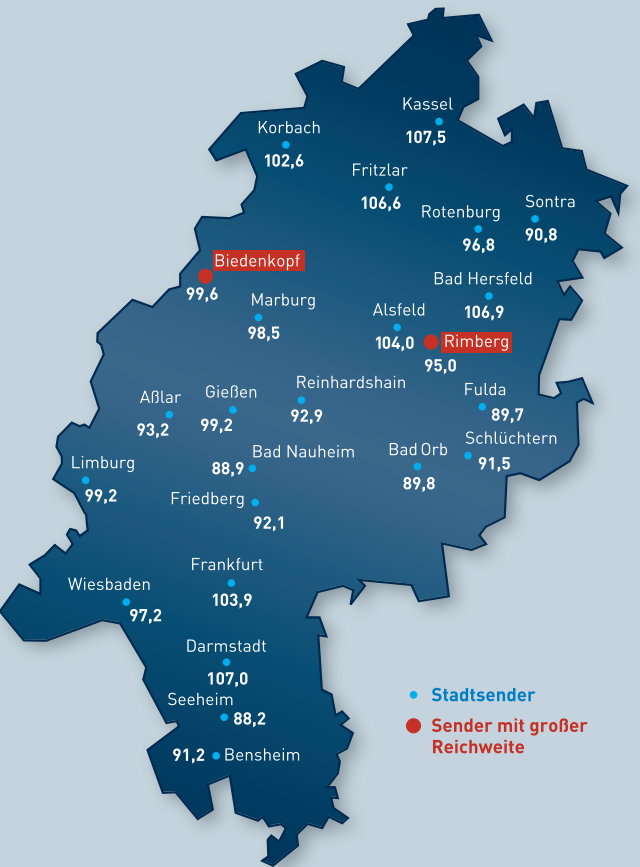 Kassel
107,5
Korbach
102,6
Fritzlar
106,6
Sontra
90,8
Rotenburg
96,8
Biedenkopf
99,6
Bad Hersfeld
106,9
Marburg
98,5
Alsfeld
104,0
Rimberg
95,0
Reinhardshain
92,9
Gießen
99,2
Aßlar
93,2
Fulda
89,7
Schlüchtern
91,5
Bad Orb
89,8
Bad Nauheim
88,9
Limburg
99,2
Friedberg
92,1
Frankfurt
103,9
Wiesbaden
97,2
Darmstadt
107,0
Seeheim
88,2
91,2 Bensheim
Stadtsender
Sender mit großer
Reichweite